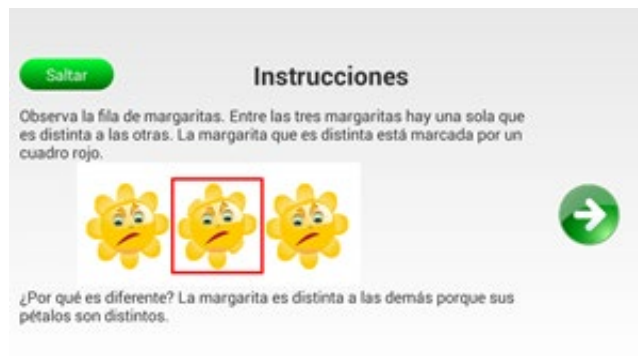 Saltar
Instrucciones
Observa la fila de margaritas. Entre las tres margaritas hay una sola que
es distinta a las otras. La margarita que es distinta está marcada por un
cuadro rojo.
¿Por qué es diferente? La margarita es distinta a las demás porque sus
pétalos son distintos.